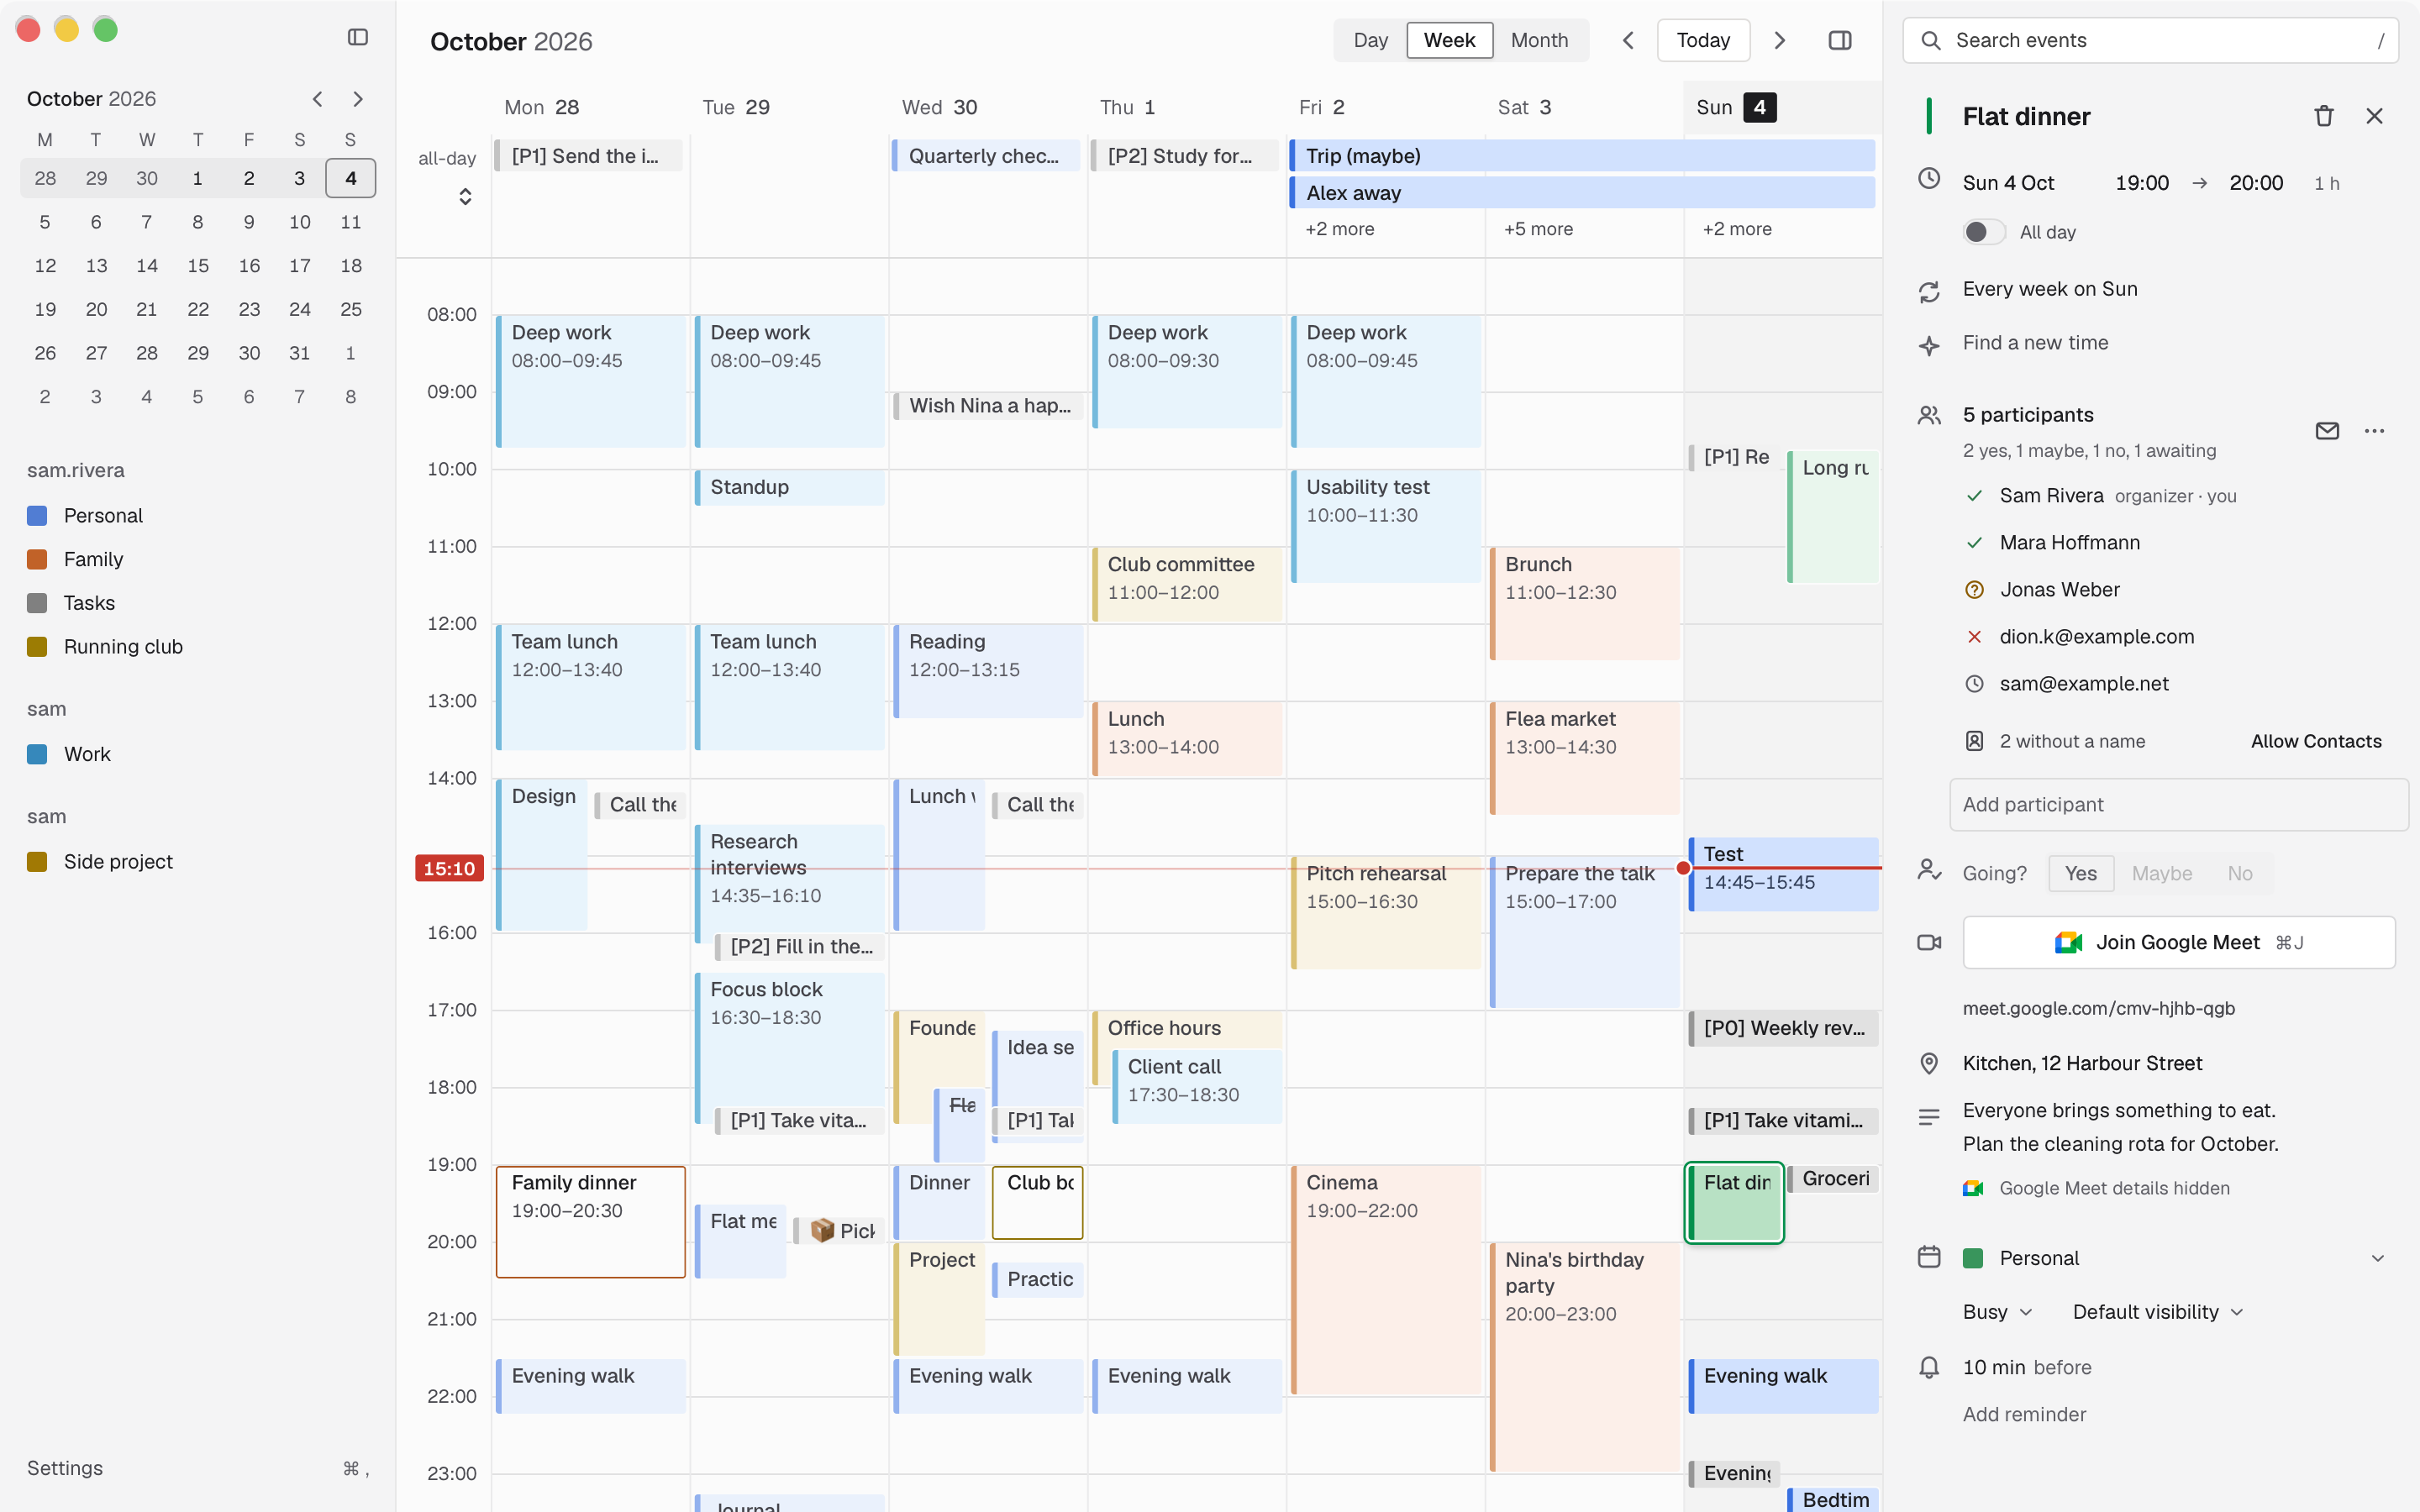 October 2026
M T W T F S S
28 29 30 1 2 3 4
5 6 7 8 9 10 11
12 13 14 15 16 17 18
19 20 21 22 23 24 25
26 27 28 29 30 31 1
2 3 4 5 6 7 8
sam.rivera
Personal
Family
Tasks
Running club
sam
Work
sam
Side project
Settings ⌘ ,
October 2026
Day Week Month Today
Mon 28 Tue 29 Wed 30 Thu 1 Fri 2 Sat 3 Sun 4
all-day
[P1] Send the i...
Quarterly chec...
[P2] Study for...
Trip (maybe)
Alex away
+2 more
+5 more
+2 more
08:00
09:00
10:00
11:00
12:00
13:00
14:00
15:10
16:00
17:00
18:00
19:00
20:00
21:00
22:00
23:00
Deep work
08:00–09:45
Team lunch
12:00–13:40
Design
Call the
Family dinner
19:00–20:30
Evening walk
Deep work
08:00–09:45
Standup
Team lunch
12:00–13:40
Research
interviews
14:35–16:10
[P2] Fill in the...
Focus block
16:30–18:30
[P1] Take vita...
Flat me
📦 Pick
Journal
Wish Nina a hap...
Reading
12:00–13:15
Lunch
Call the
Founde
Idea se
Fla
[P1] Tak
Dinner
Club bo
Project
Practic
Evening walk
Deep work
08:00–09:30
Club committee
11:00–12:00
Lunch
13:00–14:00
Office hours
Client call
17:30–18:30
Evening walk
Deep work
08:00–09:45
Usability test
10:00–11:30
Pitch rehearsal
15:00–16:30
Cinema
19:00–22:00
Brunch
11:00–12:30
Flea market
13:00–14:30
Prepare the talk
15:00–17:00
Nina's birthday
party
20:00–23:00
[P1] Re
Long ru
Test
14:45–15:45
[P0] Weekly rev...
[P1] Take vitami...
Flat din
Groceri
Evening walk
Evening
Bedtim
Search events /
Flat dinner
Sun 4 Oct 19:00 → 20:00 1 h
All day
Every week on Sun
Find a new time
5 participants
2 yes, 1 maybe, 1 no, 1 awaiting
Sam Rivera organizer · you
Mara Hoffmann
Jonas Weber
dion.k@example.com
sam@example.net
2 without a name Allow Contacts
Add participant
Going? Yes Maybe No
Join Google Meet ⌘J
meet.google.com/cmv-hjhb-qgb
Kitchen, 12 Harbour Street
Everyone brings something to eat.
Plan the cleaning rota for October.
Google Meet details hidden
Personal
Busy Default visibility
10 min before
Add reminder